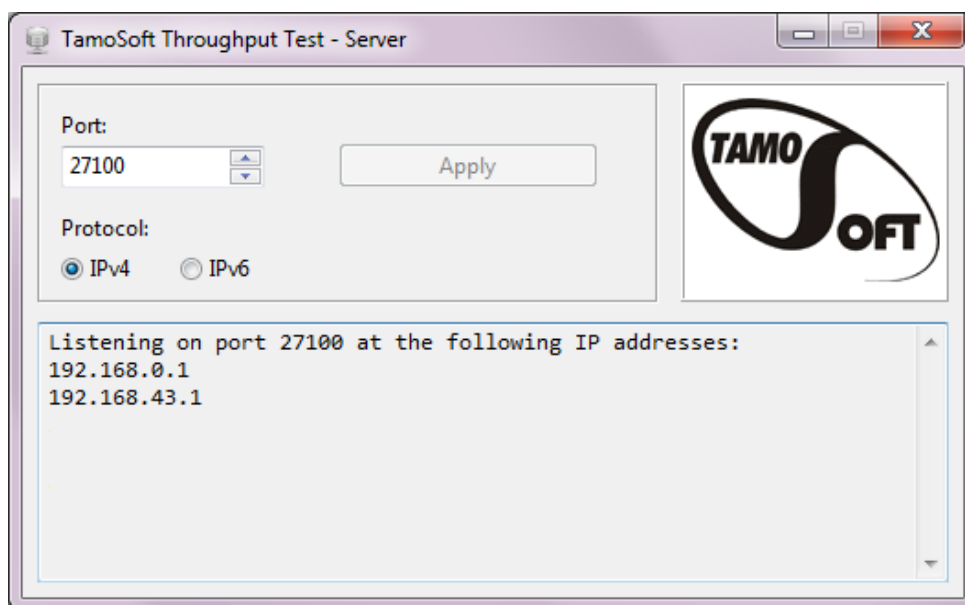 TamoSoft Throughput Test - Server
Port:
27100
Apply
Protocol:
IPv4
IPv6
TAMO
SOFT
Listening on port 27100 at the following IP addresses:
192.168.0.1
192.168.43.1